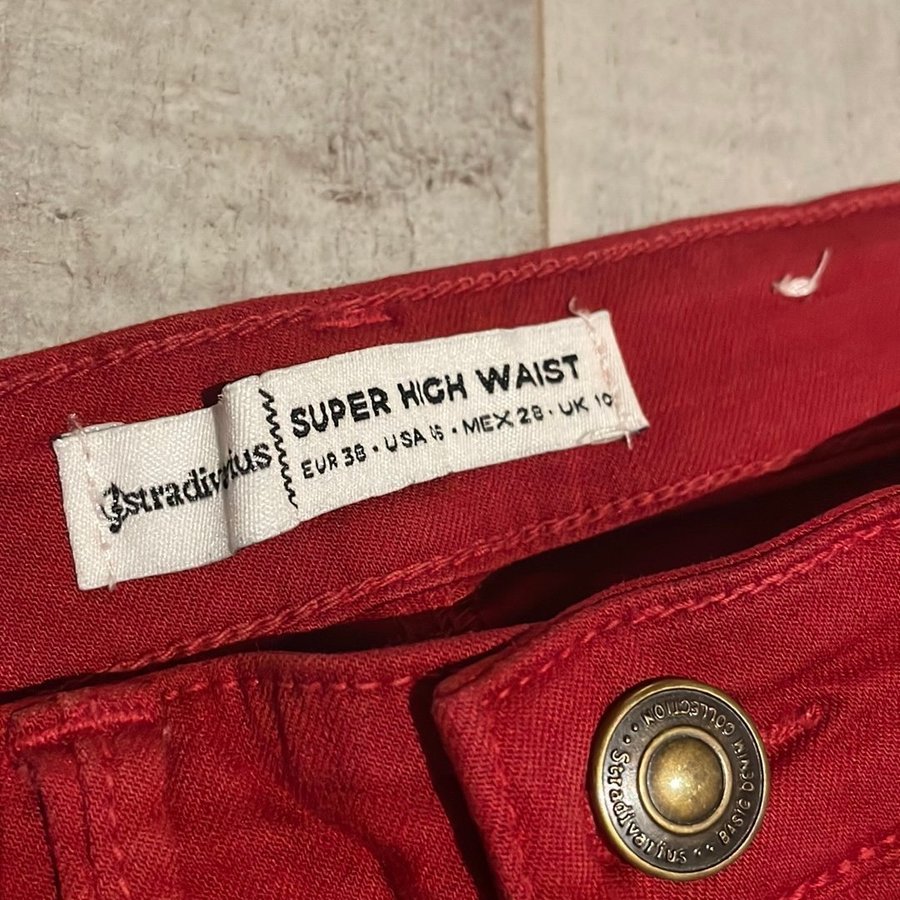 stradivarius
SUPER HIGH WAIST
EUR 38 · USA 6 · MEX 28 · UK 10
Stradivarius ·· BASIC DENIM COLLECTION ··